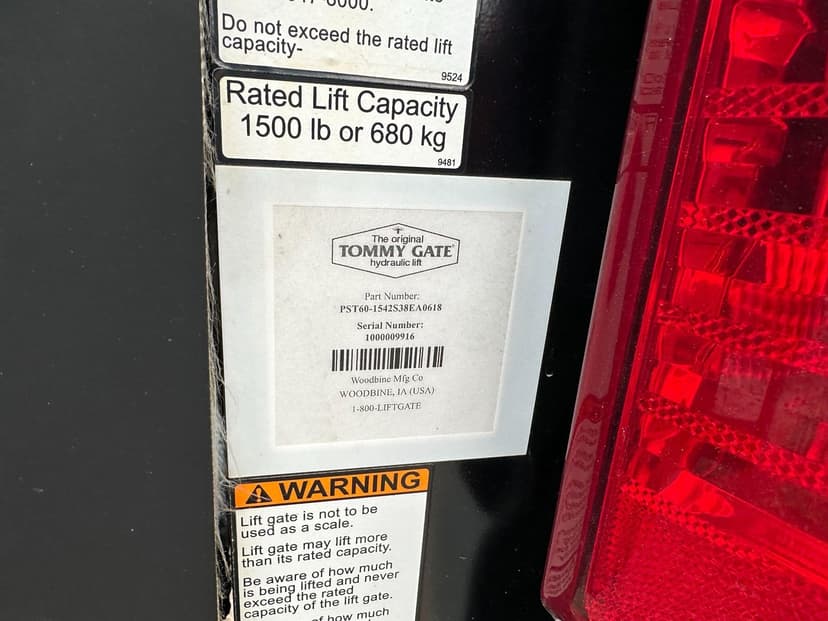 Do not exceed the rated lift
capacity-
9524
Rated Lift Capacity
1500 lb or 680 kg
9481
The original
TOMMY GATE®
hydraulic lift
Part Number:
PST60-1542S38EA0618
Serial Number:
1000009916
Woodbine Mfg Co
WOODBINE, IA (USA)
1-800-LIFTGATE
WARNING
Lift gate is not to be
used as a scale.
Lift gate may lift more
than its rated capacity.
Be aware of how much
is being lifted and never
exceed the rated
capacity of the lift gate.
of how much